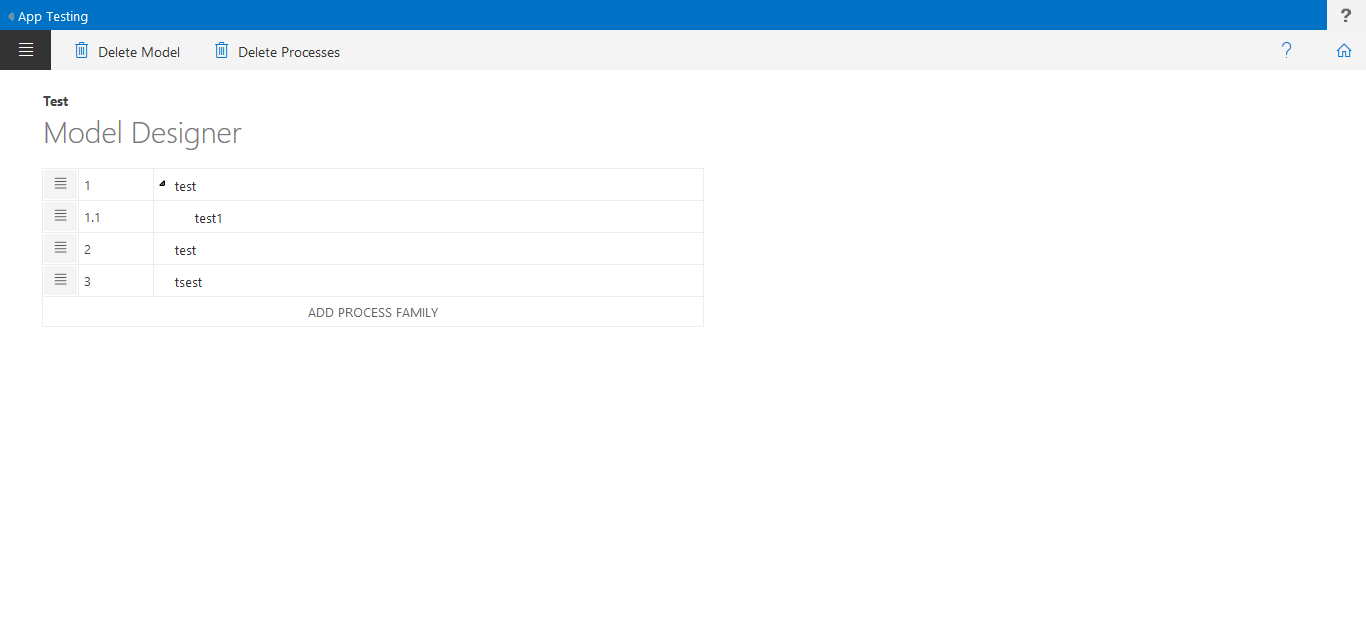 App Testing
?
Delete Model Delete Processes ?
Test
Model Designer
1 test
1.1 test1
2 test
3 tsest
ADD PROCESS FAMILY